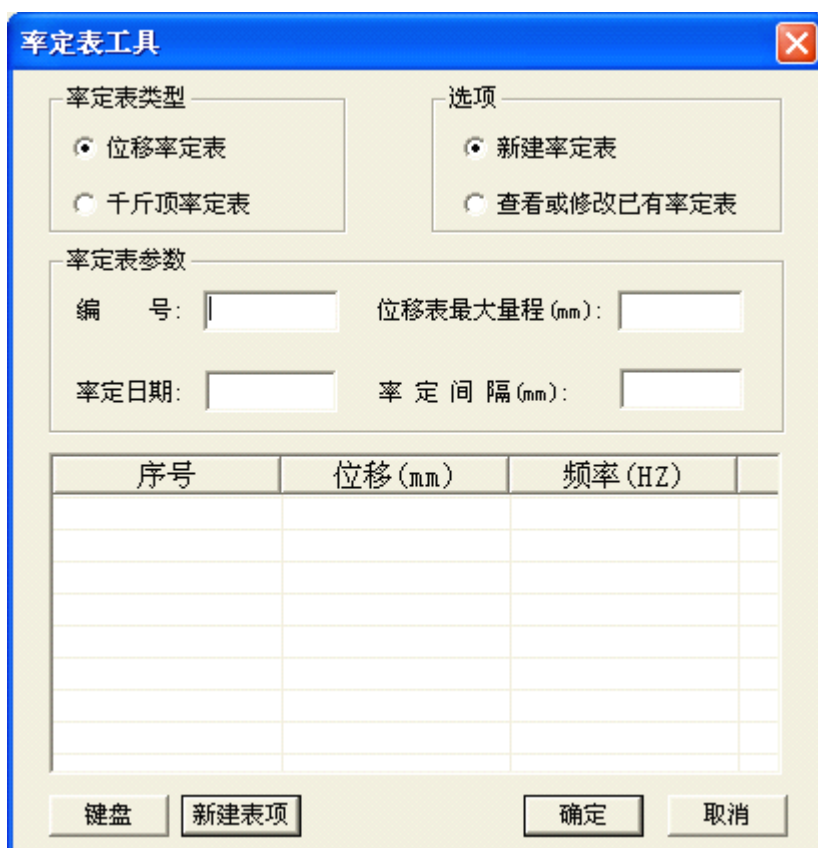 率定表工具
率定表类型
选项
位移率定表
新建率定表
千斤顶率定表
查看或修改已有率定表
率定表参数
编 号:
位移表最大量程(mm):
率定日期:
率 定 间 隔(mm):
序号 位移(mm) 频率(HZ)
键盘 新建表项 确定 取消